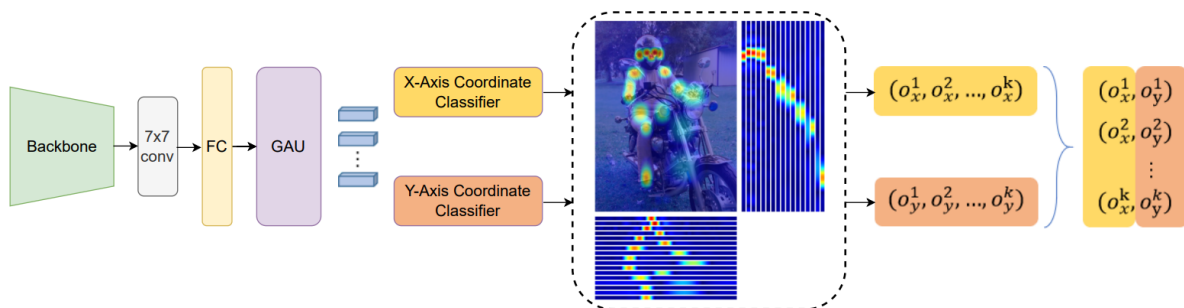 Backbone
7x7
conv
FC
GAU
⋮
X-Axis Coordinate
Classifier
Y-Axis Coordinate
Classifier
(o_x^1, o_x^2, ..., o_x^k)
(o_y^1, o_y^2, ..., o_y^k)
(o_x^1, o_y^1)
(o_x^2, o_y^2)
⋮
(o_x^k, o_y^k)